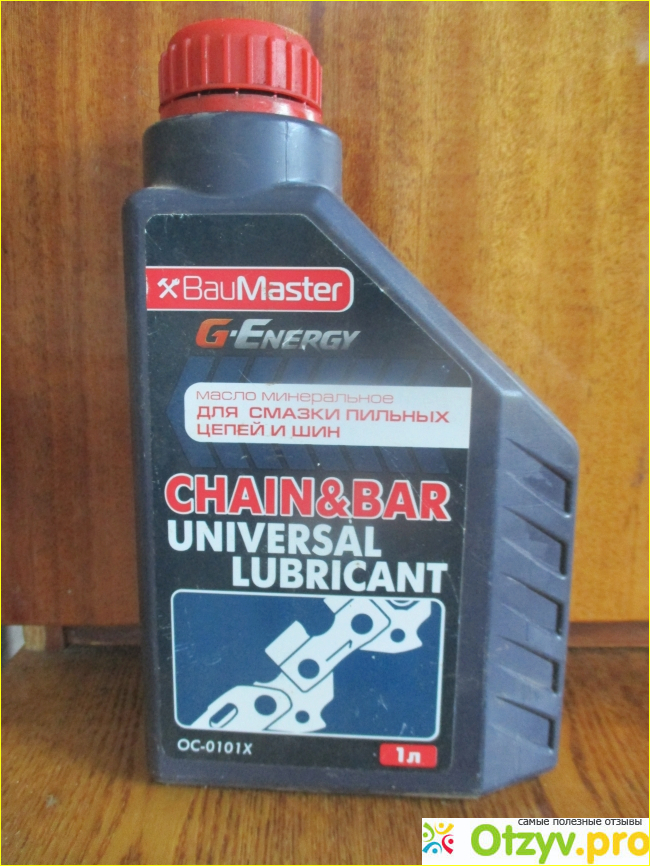 BauMaster
G-ENERGY
масло минеральное
ДЛЯ СМАЗКИ ПИЛЬНЫХ
ЦЕПЕЙ И ШИН
CHAIN&BAR
UNIVERSAL
LUBRICANT
OC-0101X
1л
самые полезные отзывы
Otzyv.pro